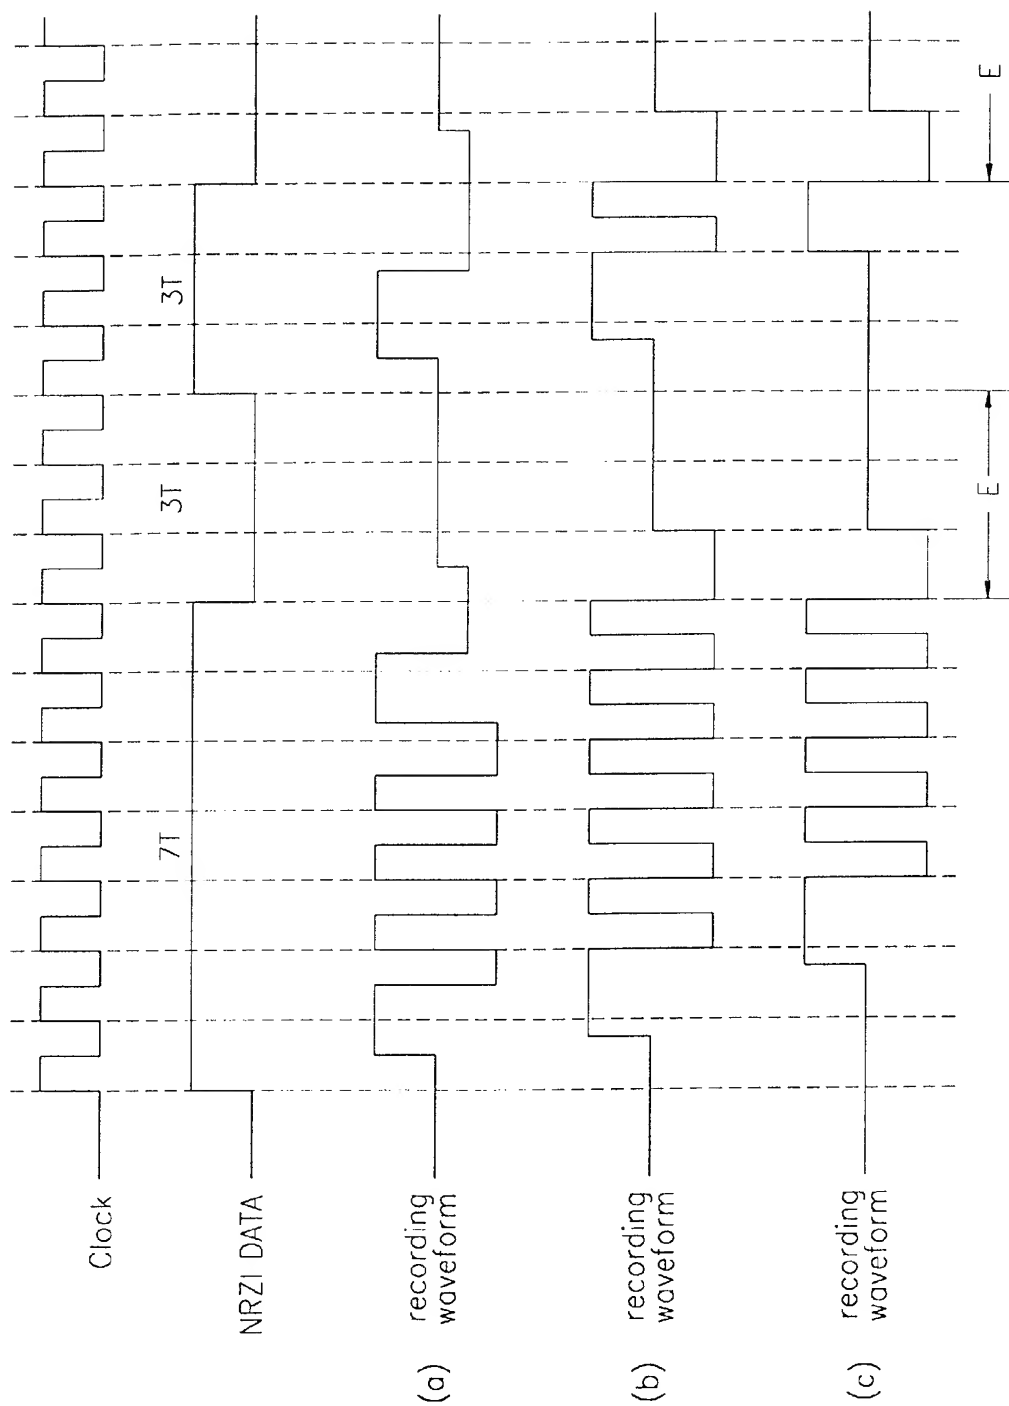 Clock
NRZI DATA
7T
3T
3T
(a)
recording
waveform
(b)
recording
waveform
(c)
recording
waveform
E
E